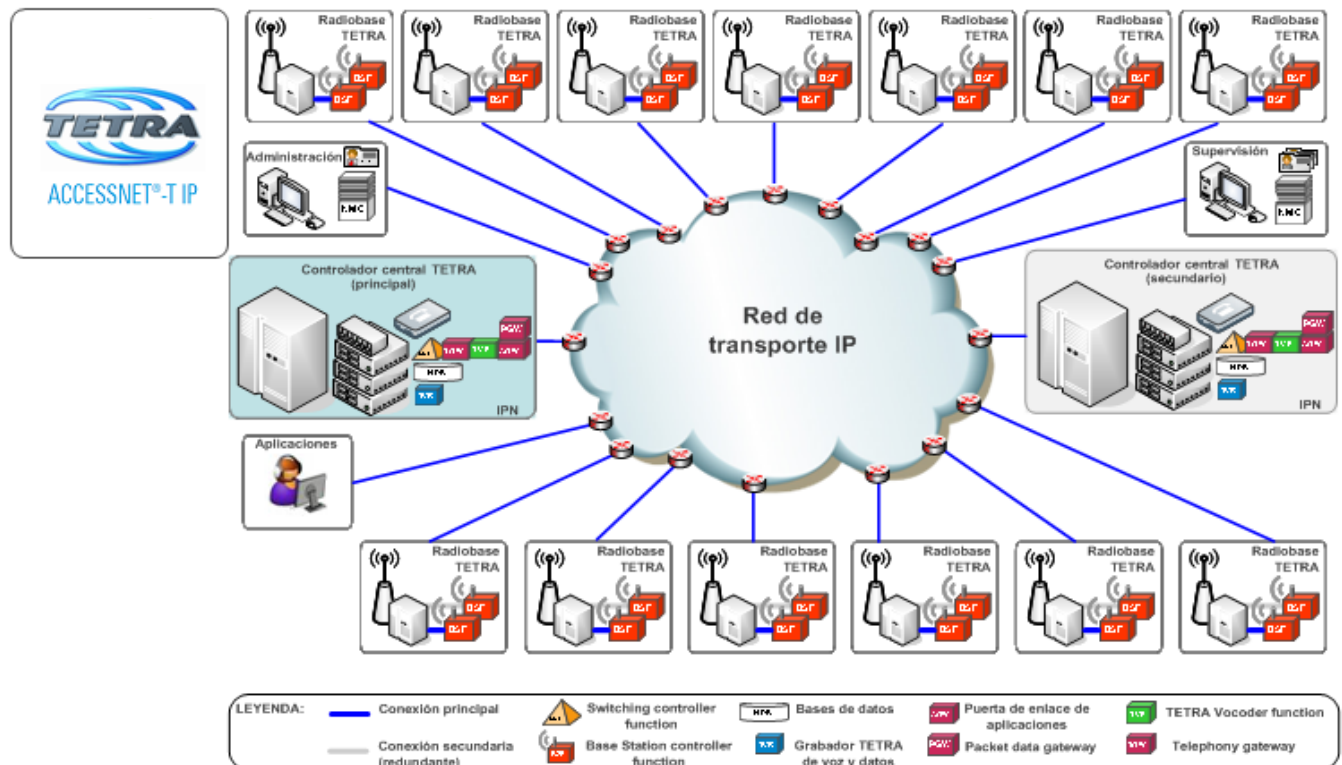 Radiobase
TETRA
Radiobase
TETRA
Radiobase
TETRA
Radiobase
TETRA
Radiobase
TETRA
Radiobase
TETRA
Radiobase
TETRA
TETRA
ACCESSNET®-T IP
Administración
NMC
Supervisión
NMC
Controlador central TETRA
(principal)
IPN
Red de
transporte IP
Controlador central TETRA
(secundario)
IPN
Aplicaciones
Radiobase
TETRA
Radiobase
TETRA
Radiobase
TETRA
Radiobase
TETRA
Radiobase
TETRA
Radiobase
TETRA
LEYENDA:
Conexión principal
Switching controller
function
Bases de datos
Puerta de enlace de
aplicaciones
TETRA Vocoder function
Conexión secundaria
(redundante)
Base Station controller
function
Grabador TETRA
de voz y datos
Packet data gateway
Telephony gateway